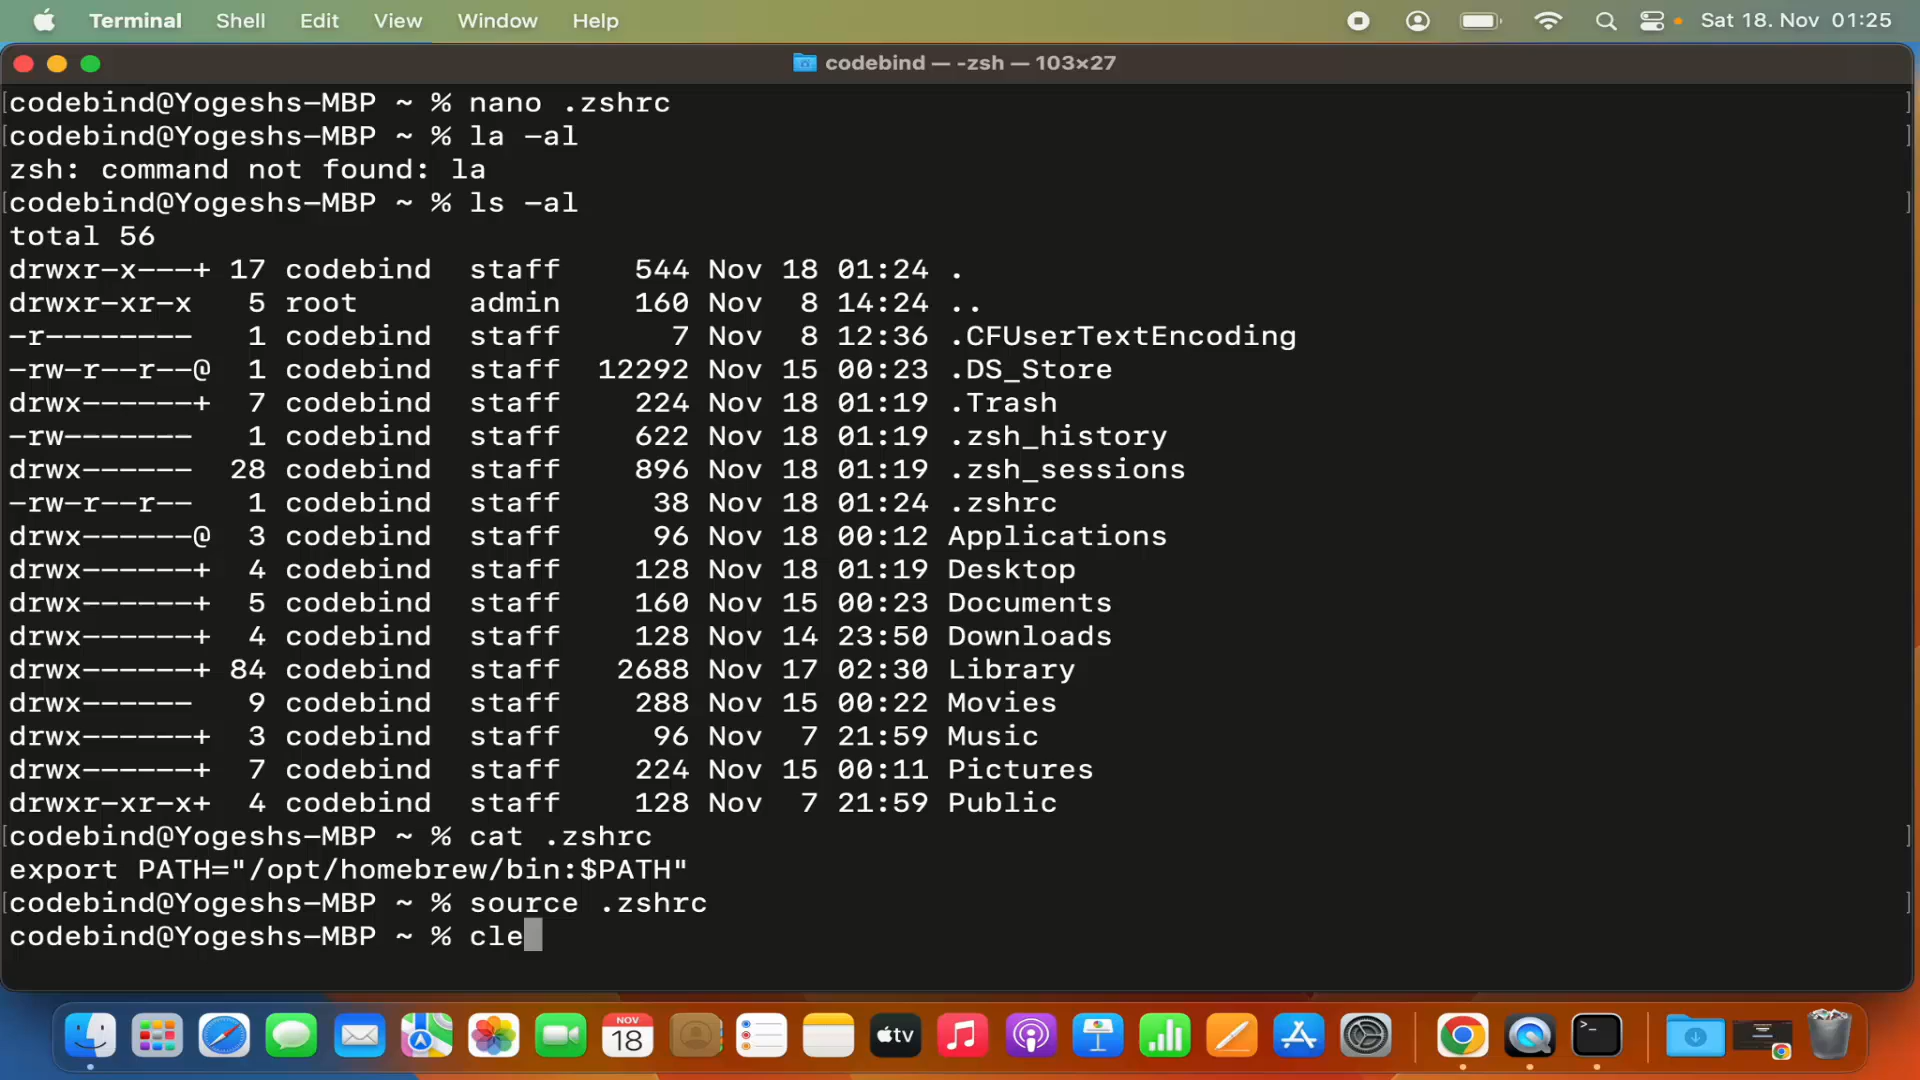 Terminal Shell Edit View Window Help Sat 18. Nov 01:25
codebind — -zsh — 103×27
codebind@Yogeshs-MBP ~ % nano .zshrc
codebind@Yogeshs-MBP ~ % la -al
zsh: command not found: la
codebind@Yogeshs-MBP ~ % ls -al
total 56
drwxr-x---+ 17 codebind  staff    544 Nov 18 01:24 .
drwxr-xr-x   5 root      admin    160 Nov  8 14:24 ..
-r--------   1 codebind  staff      7 Nov  8 12:36 .CFUserTextEncoding
-rw-r--r--@  1 codebind  staff  12292 Nov 15 00:23 .DS_Store
drwx------+  7 codebind  staff    224 Nov 18 01:19 .Trash
-rw-------   1 codebind  staff    622 Nov 18 01:19 .zsh_history
drwx------  28 codebind  staff    896 Nov 18 01:19 .zsh_sessions
-rw-r--r--   1 codebind  staff     38 Nov 18 01:24 .zshrc
drwx------@  3 codebind  staff     96 Nov 18 00:12 Applications
drwx------+  4 codebind  staff    128 Nov 18 01:19 Desktop
drwx------+  5 codebind  staff    160 Nov 15 00:23 Documents
drwx------+  4 codebind  staff    128 Nov 14 23:50 Downloads
drwx------+ 84 codebind  staff   2688 Nov 17 02:30 Library
drwx------   9 codebind  staff    288 Nov 15 00:22 Movies
drwx------+  3 codebind  staff     96 Nov  7 21:59 Music
drwx------+  7 codebind  staff    224 Nov 15 00:11 Pictures
drwxr-xr-x+  4 codebind  staff    128 Nov  7 21:59 Public
codebind@Yogeshs-MBP ~ % cat .zshrc
export PATH="/opt/homebrew/bin:$PATH"
codebind@Yogeshs-MBP ~ % source .zshrc
codebind@Yogeshs-MBP ~ % cle
NOV
18
tv